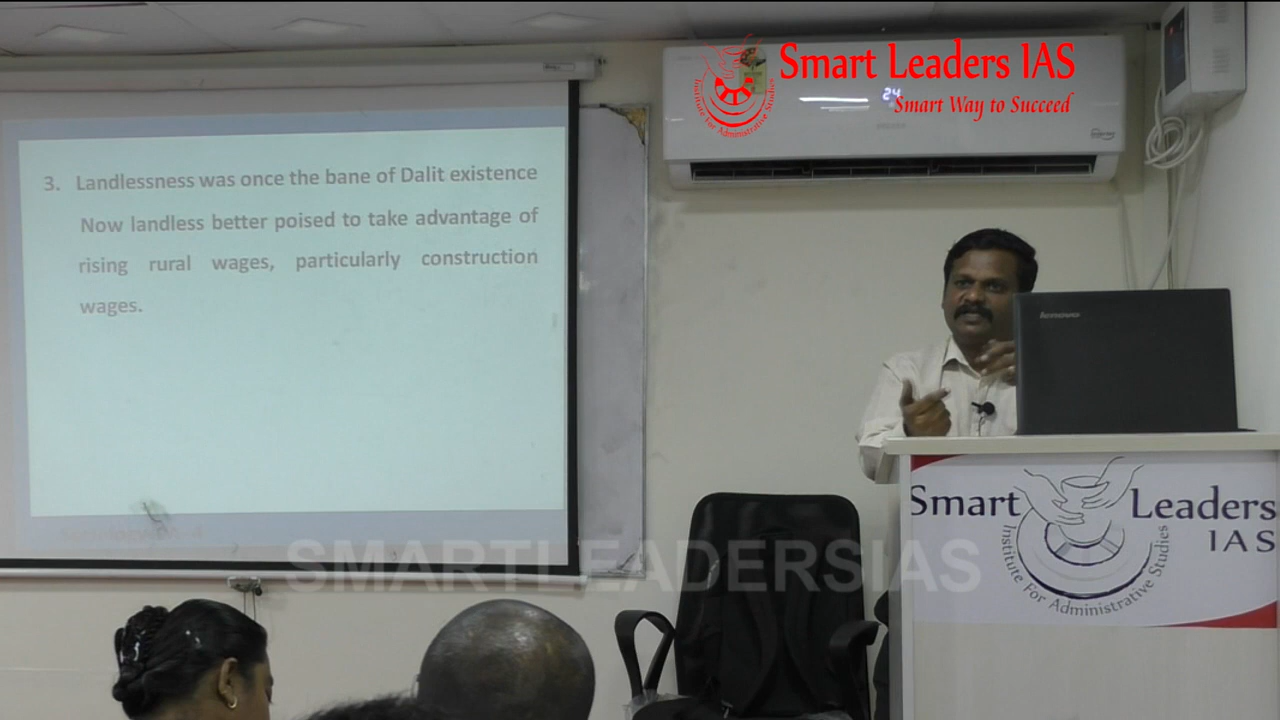 Smart Leaders IAS
Smart Way to Succeed
Institute For Administrative Studies
24
3. Landlessness was once the bane of Dalit existence
Now landless better poised to take advantage of
rising rural wages, particularly construction
wages.
lenovo
SMARTLEADERSIAS
Smart Leaders
IAS
Institute For Administrative Studies